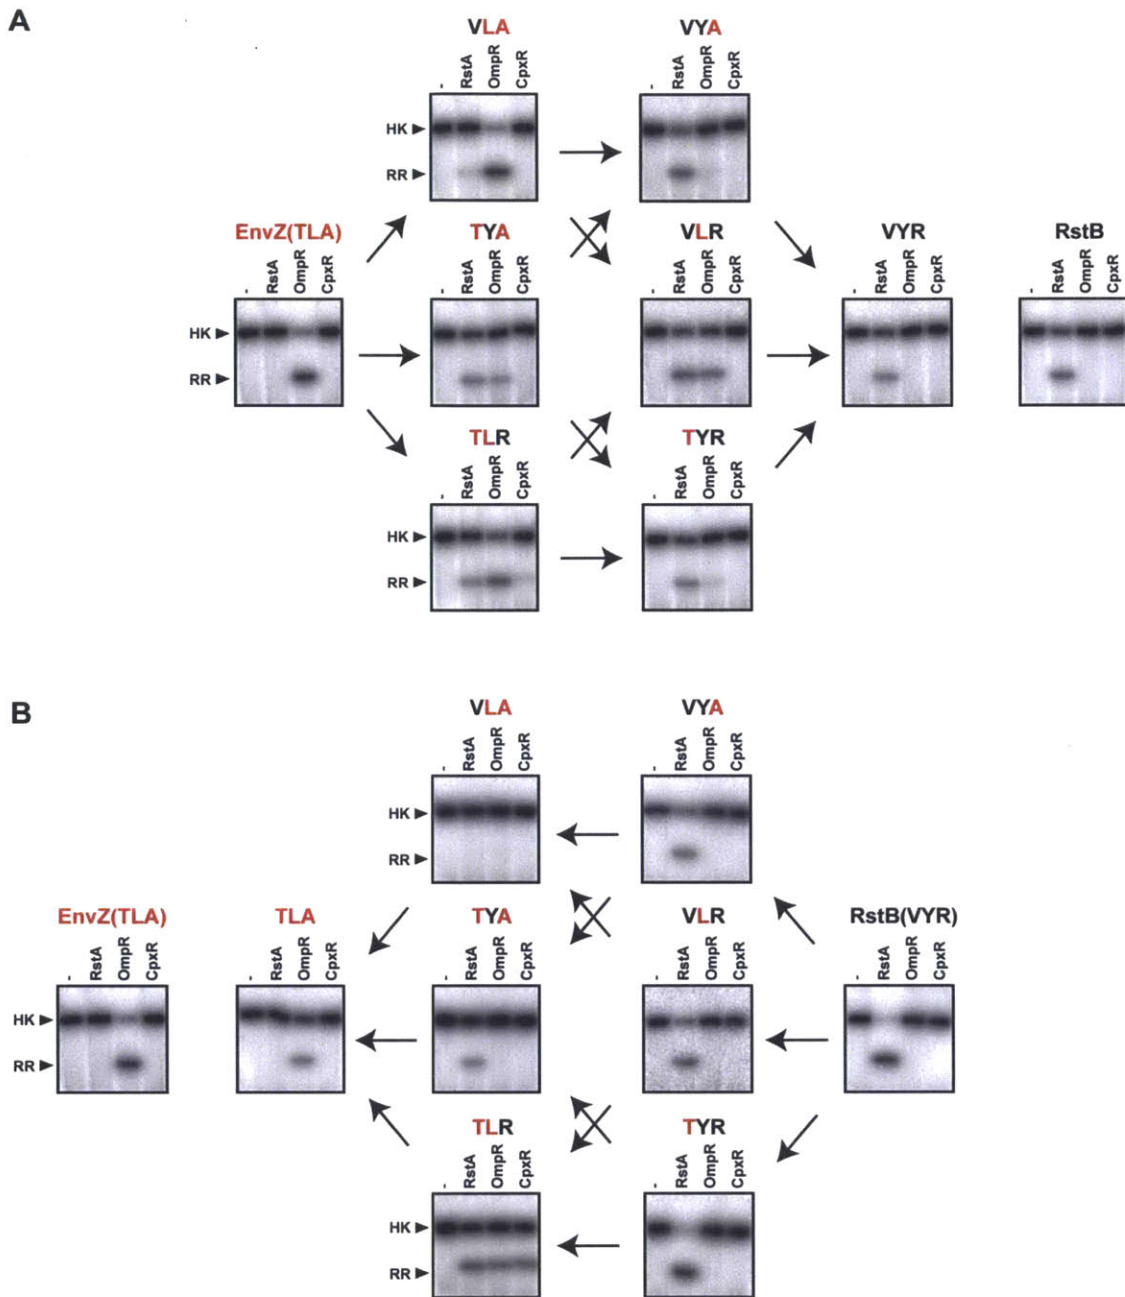 A
VLA VYA
- RstA OmpR CpxR - RstA OmpR CpxR
HK
RR
EnvZ(TLA) TYA VLR VYR RstB
- RstA OmpR CpxR - RstA OmpR CpxR - RstA OmpR CpxR - RstA OmpR CpxR - RstA OmpR CpxR
HK HK
RR RR
TLR TYR
- RstA OmpR CpxR - RstA OmpR CpxR
HK
RR
B
VLA VYA
- RstA OmpR CpxR - RstA OmpR CpxR
HK
RR
EnvZ(TLA) TLA TYA VLR RstB(VYR)
- RstA OmpR CpxR - RstA OmpR CpxR - RstA OmpR CpxR - RstA OmpR CpxR - RstA OmpR CpxR
HK
RR
TLR TYR
- RstA OmpR CpxR - RstA OmpR CpxR
HK
RR